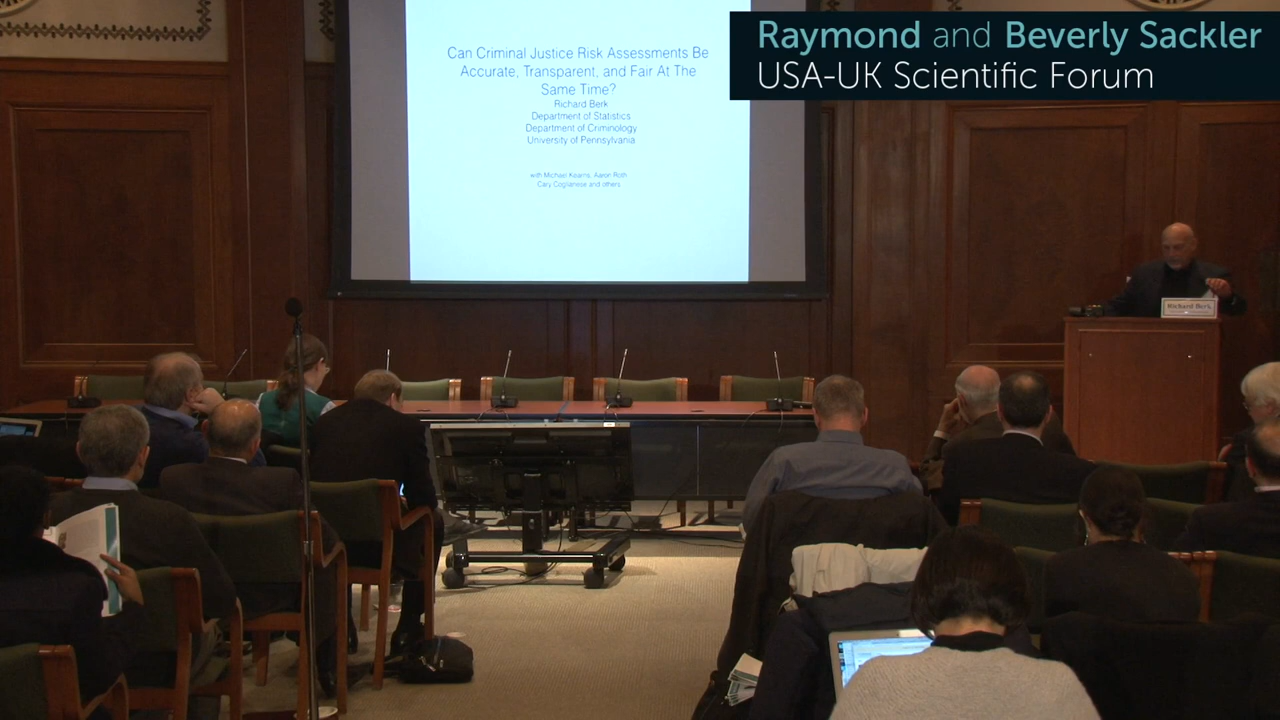 Raymond and Beverly Sackler
USA-UK Scientific Forum
Can Criminal Justice Risk Assessments Be
Accurate, Transparent, and Fair At The
Same Time?
Richard Berk
Department of Statistics
Department of Criminology
University of Pennsylvania
with Michael Kearns, Aaron Roth
Cary Coglianese and others
Richard Berk